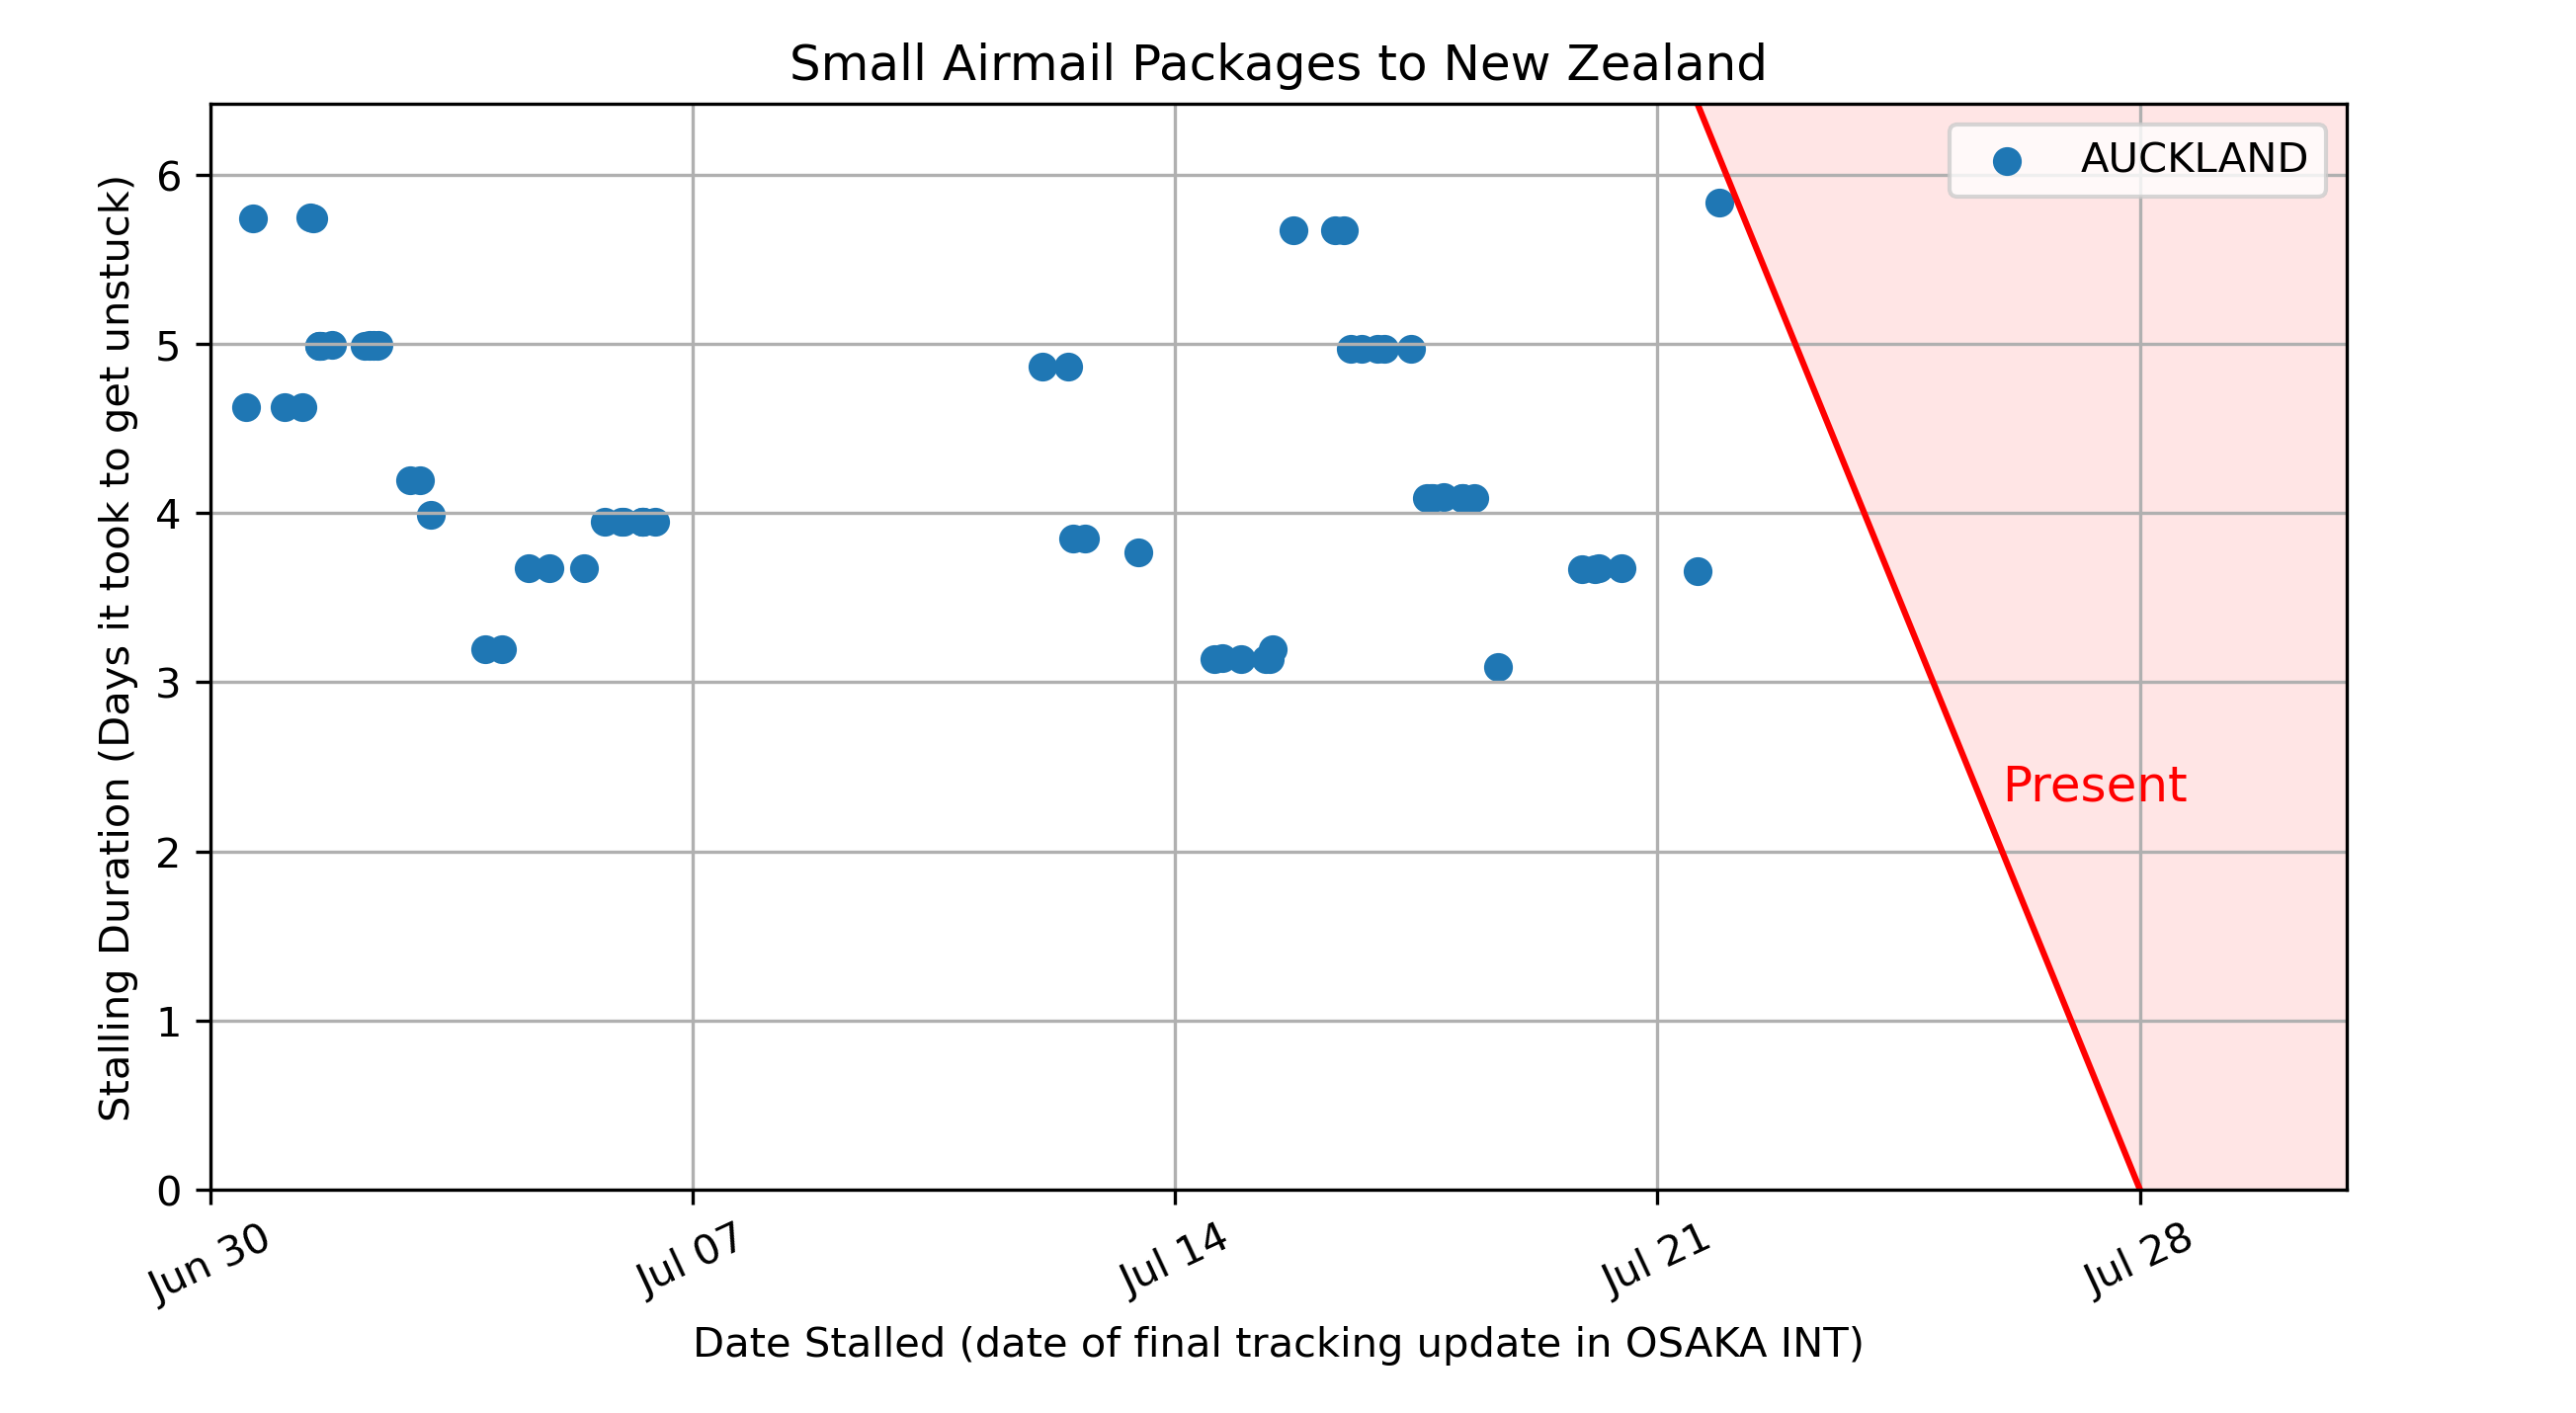 Small Airmail Packages to New Zealand
AUCKLAND
Stalling Duration (Days it took to get unstuck)
6
5
4
3
2
1
0
Present
Jun 30
Jul 07
Jul 14
Jul 21
Jul 28
Date Stalled (date of final tracking update in OSAKA INT)